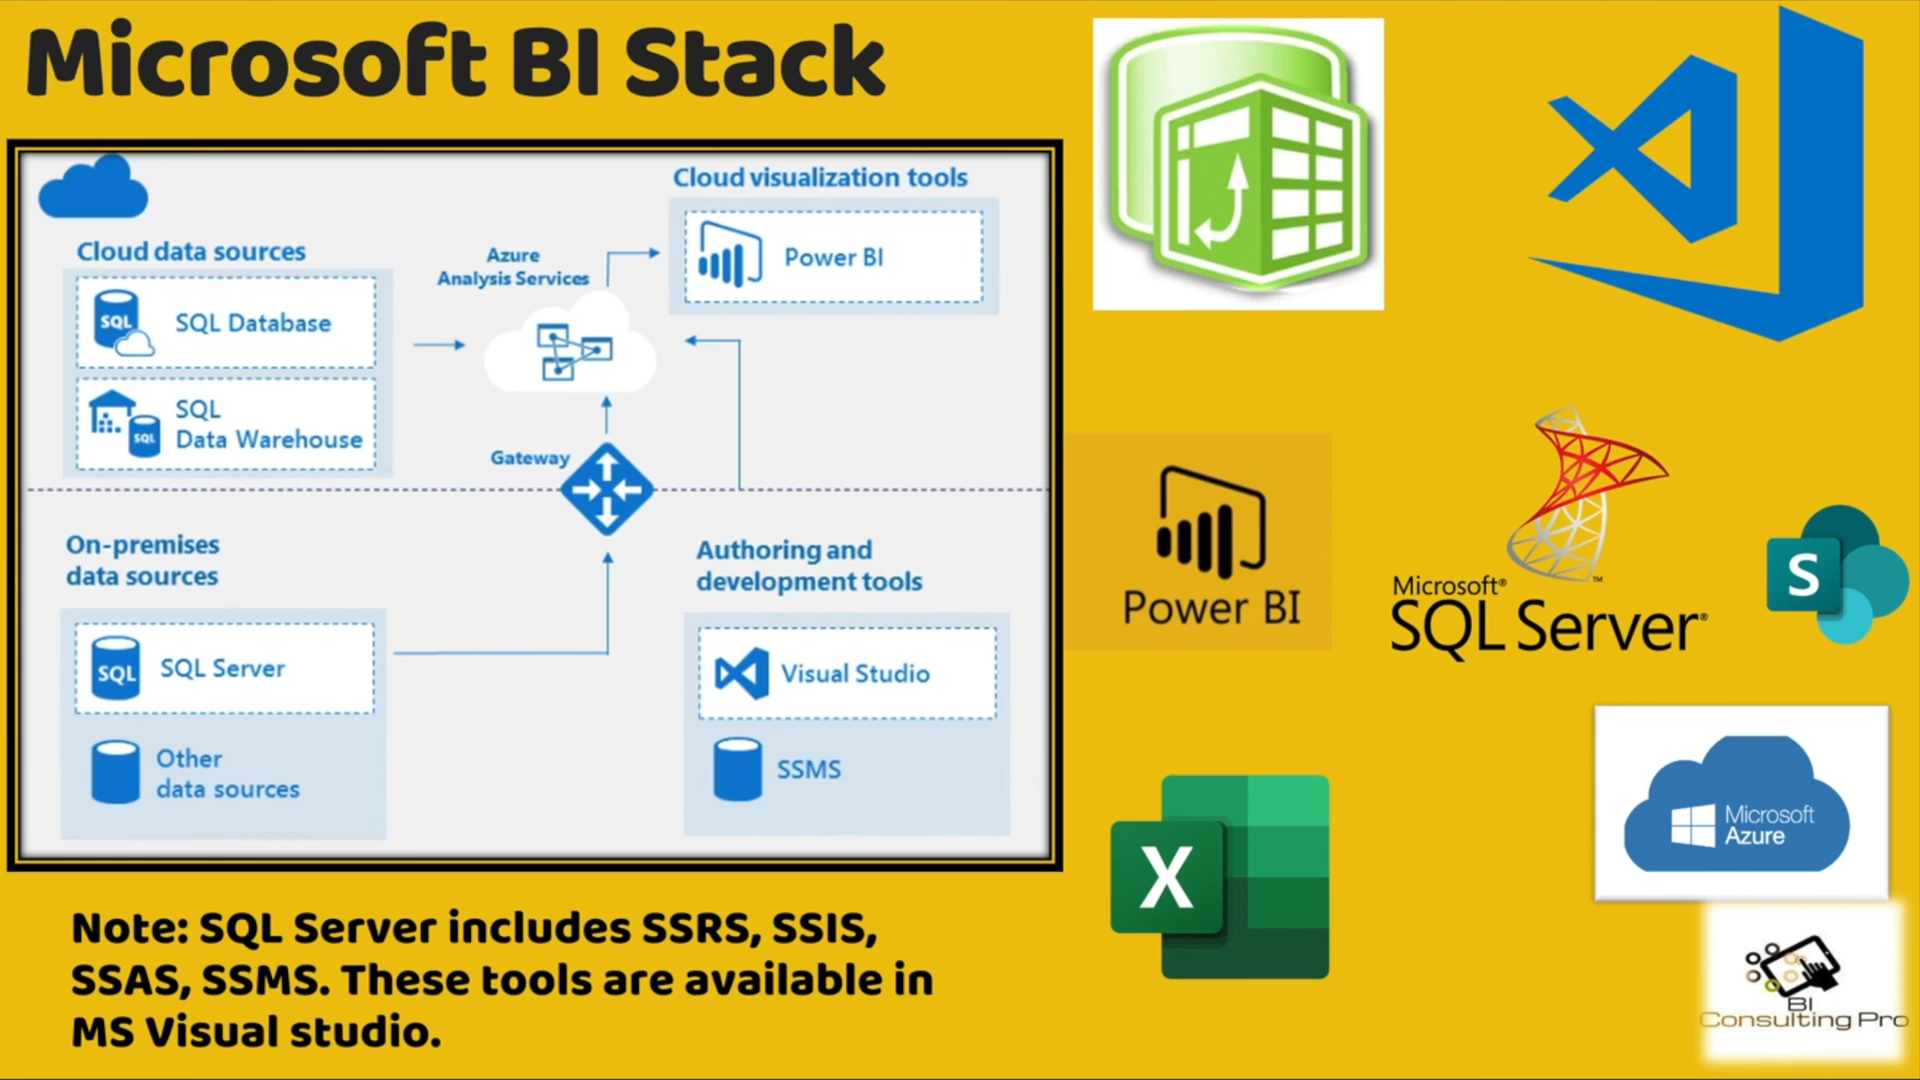 Microsoft BI Stack
Cloud visualization tools
Power BI
Cloud data sources
SQL
SQL Database
SQL
SQL
Data Warehouse
Azure
Analysis Services
Gateway
On-premises
data sources
SQL
SQL Server
Other
data sources
Authoring and
development tools
Visual Studio
SSMS
Power BI
Microsoft®
SQL Server®
™
S
X
Microsoft
Azure
BI
Consulting Pro
Note: SQL Server includes SSRS, SSIS,
SSAS, SSMS. These tools are available in
MS Visual studio.